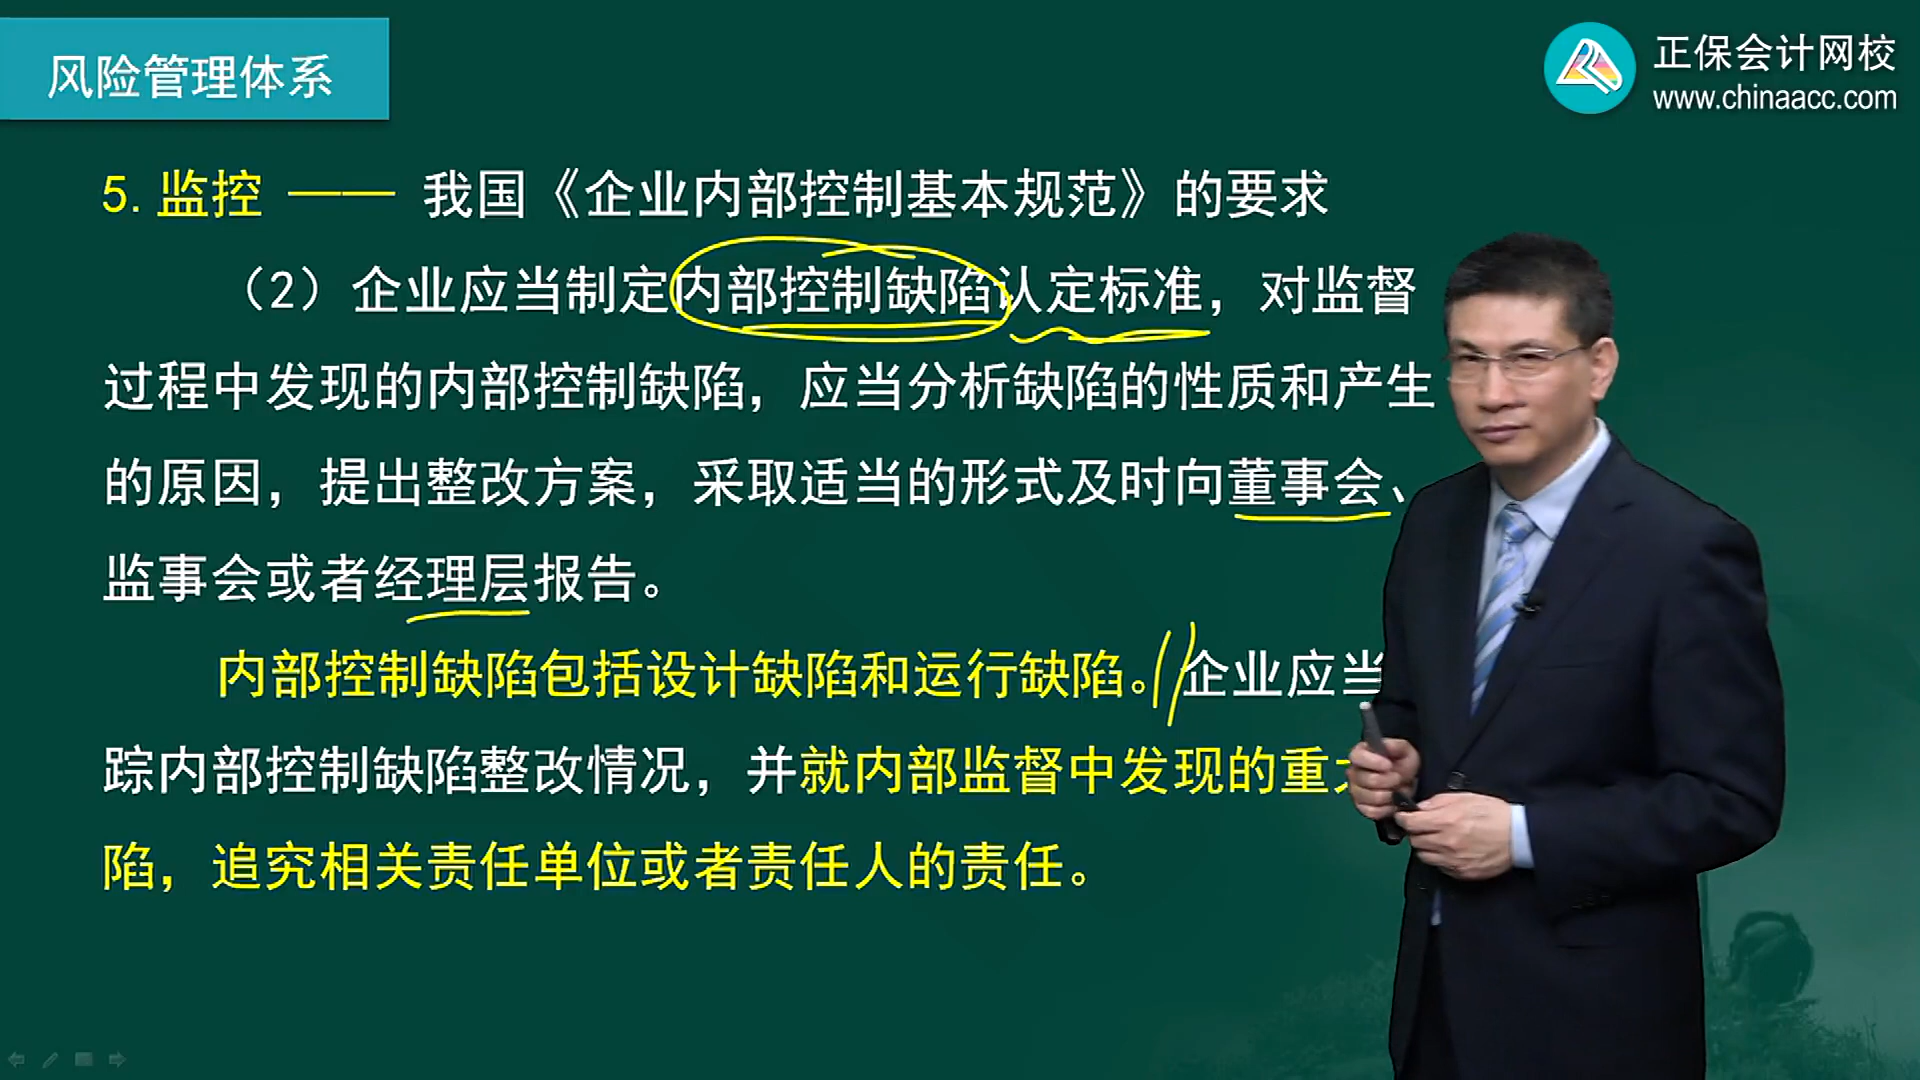 风险管理体系
正保会计网校
www.chinaacc.com
5. 监控 —— 我国《企业内部控制基本规范》的要求
（2）企业应当制定内部控制缺陷认定标准，对监督
过程中发现的内部控制缺陷，应当分析缺陷的性质和产生
的原因，提出整改方案，采取适当的形式及时向董事会、
监事会或者经理层报告。
内部控制缺陷包括设计缺陷和运行缺陷。企业应当
踪内部控制缺陷整改情况，并就内部监督中发现的重
陷，追究相关责任单位或者责任人的责任。